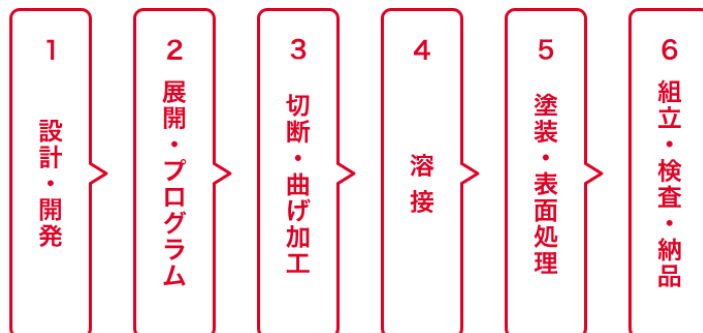 1
設計・開発
2
展開・プログラム
3
切断・曲げ加工
4
溶接
5
塗装・表面処理
6
組立・検査・納品